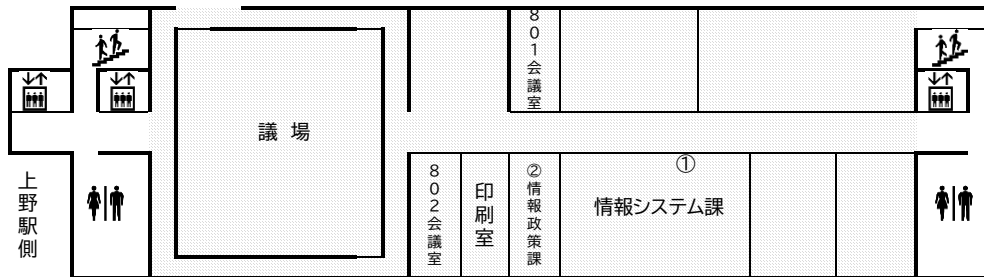 801会議室
議 場
①
上野駅側
802会議室
印刷室
②情報政策課
情報システム課